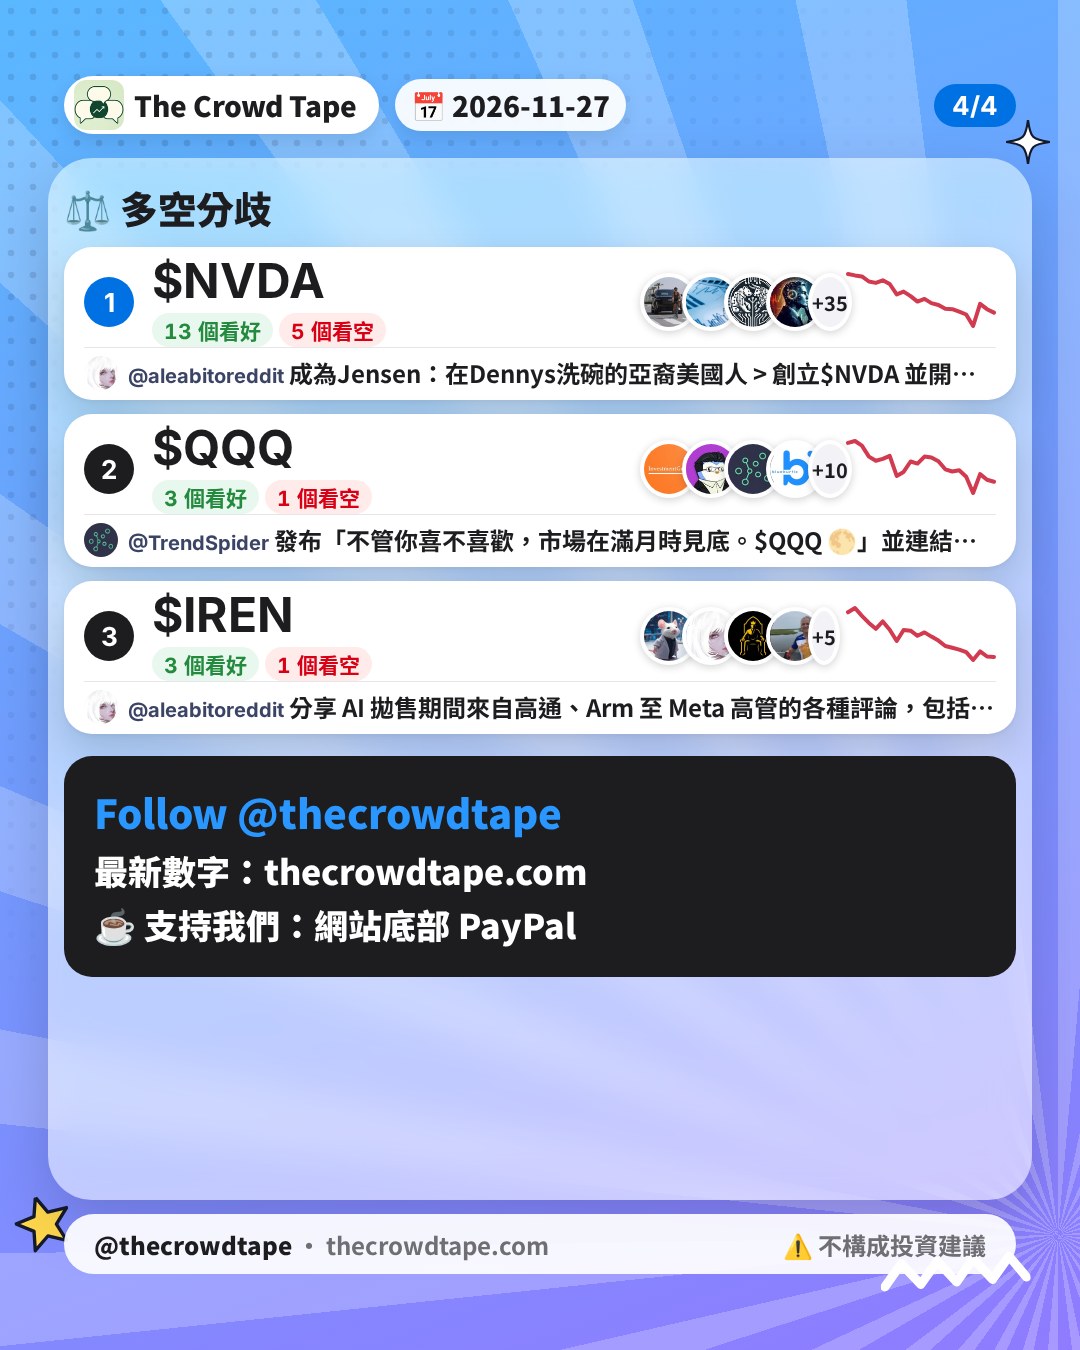 The Crowd Tape
📅 2026-11-27
4/4
⚖️ 多空分歧
1
$NVDA
13 個看好 5 個看空
+35
@aleabitoreddit 成為Jensen：在Dennys洗碗的亞裔美國人 > 創立$NVDA 並開⋯
2
$QQQ
3 個看好 1 個看空
+10
@TrendSpider 發布「不管你喜不喜歡，市場在滿月時見底。$QQQ 🌕」並連結⋯
3
$IREN
3 個看好 1 個看空
+5
@aleabitoreddit 分享 AI 拋售期間來自高通、Arm 至 Meta 高管的各種評論，包括⋯
Follow @thecrowdtape
最新數字：thecrowdtape.com
☕ 支持我們：網站底部 PayPal
@thecrowdtape • thecrowdtape.com
⚠️ 不構成投資建議